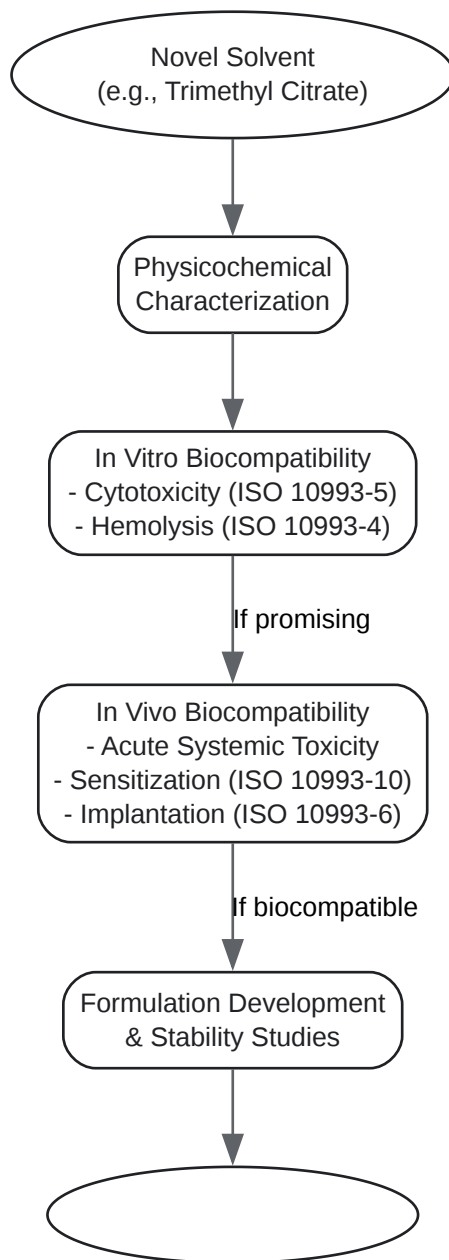 Novel Solvent
(e.g., Trimethyl Citrate)
Physicochemical
Characterization
In Vitro Biocompatibility
- Cytotoxicity (ISO 10993-5)
- Hemolysis (ISO 10993-4)
If promising
In Vivo Biocompatibility
- Acute Systemic Toxicity
- Sensitization (ISO 10993-10)
- Implantation (ISO 10993-6)
If biocompatible
Formulation Development
& Stability Studies